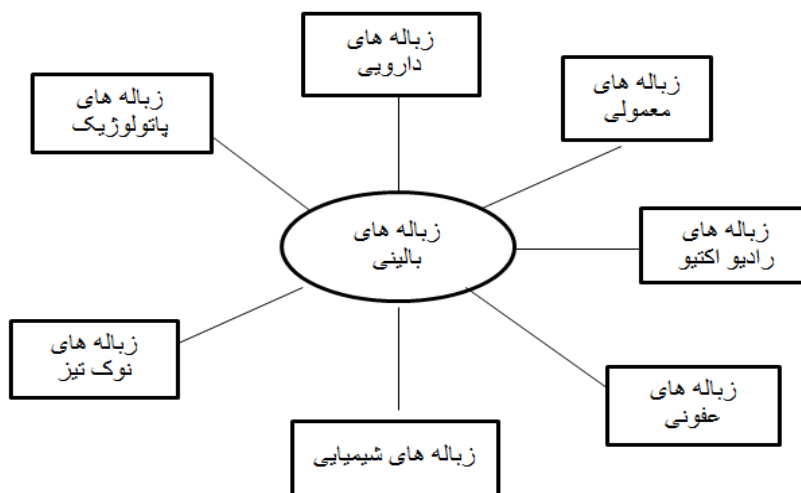 زباله های
دارویی
زباله های
معمولی
زباله های
پاتولوژیک
زباله های
بالینی
زباله های
رادیو اکتیو
زباله های
نوک تیز
زباله های
عفونی
زباله های شیمیایی